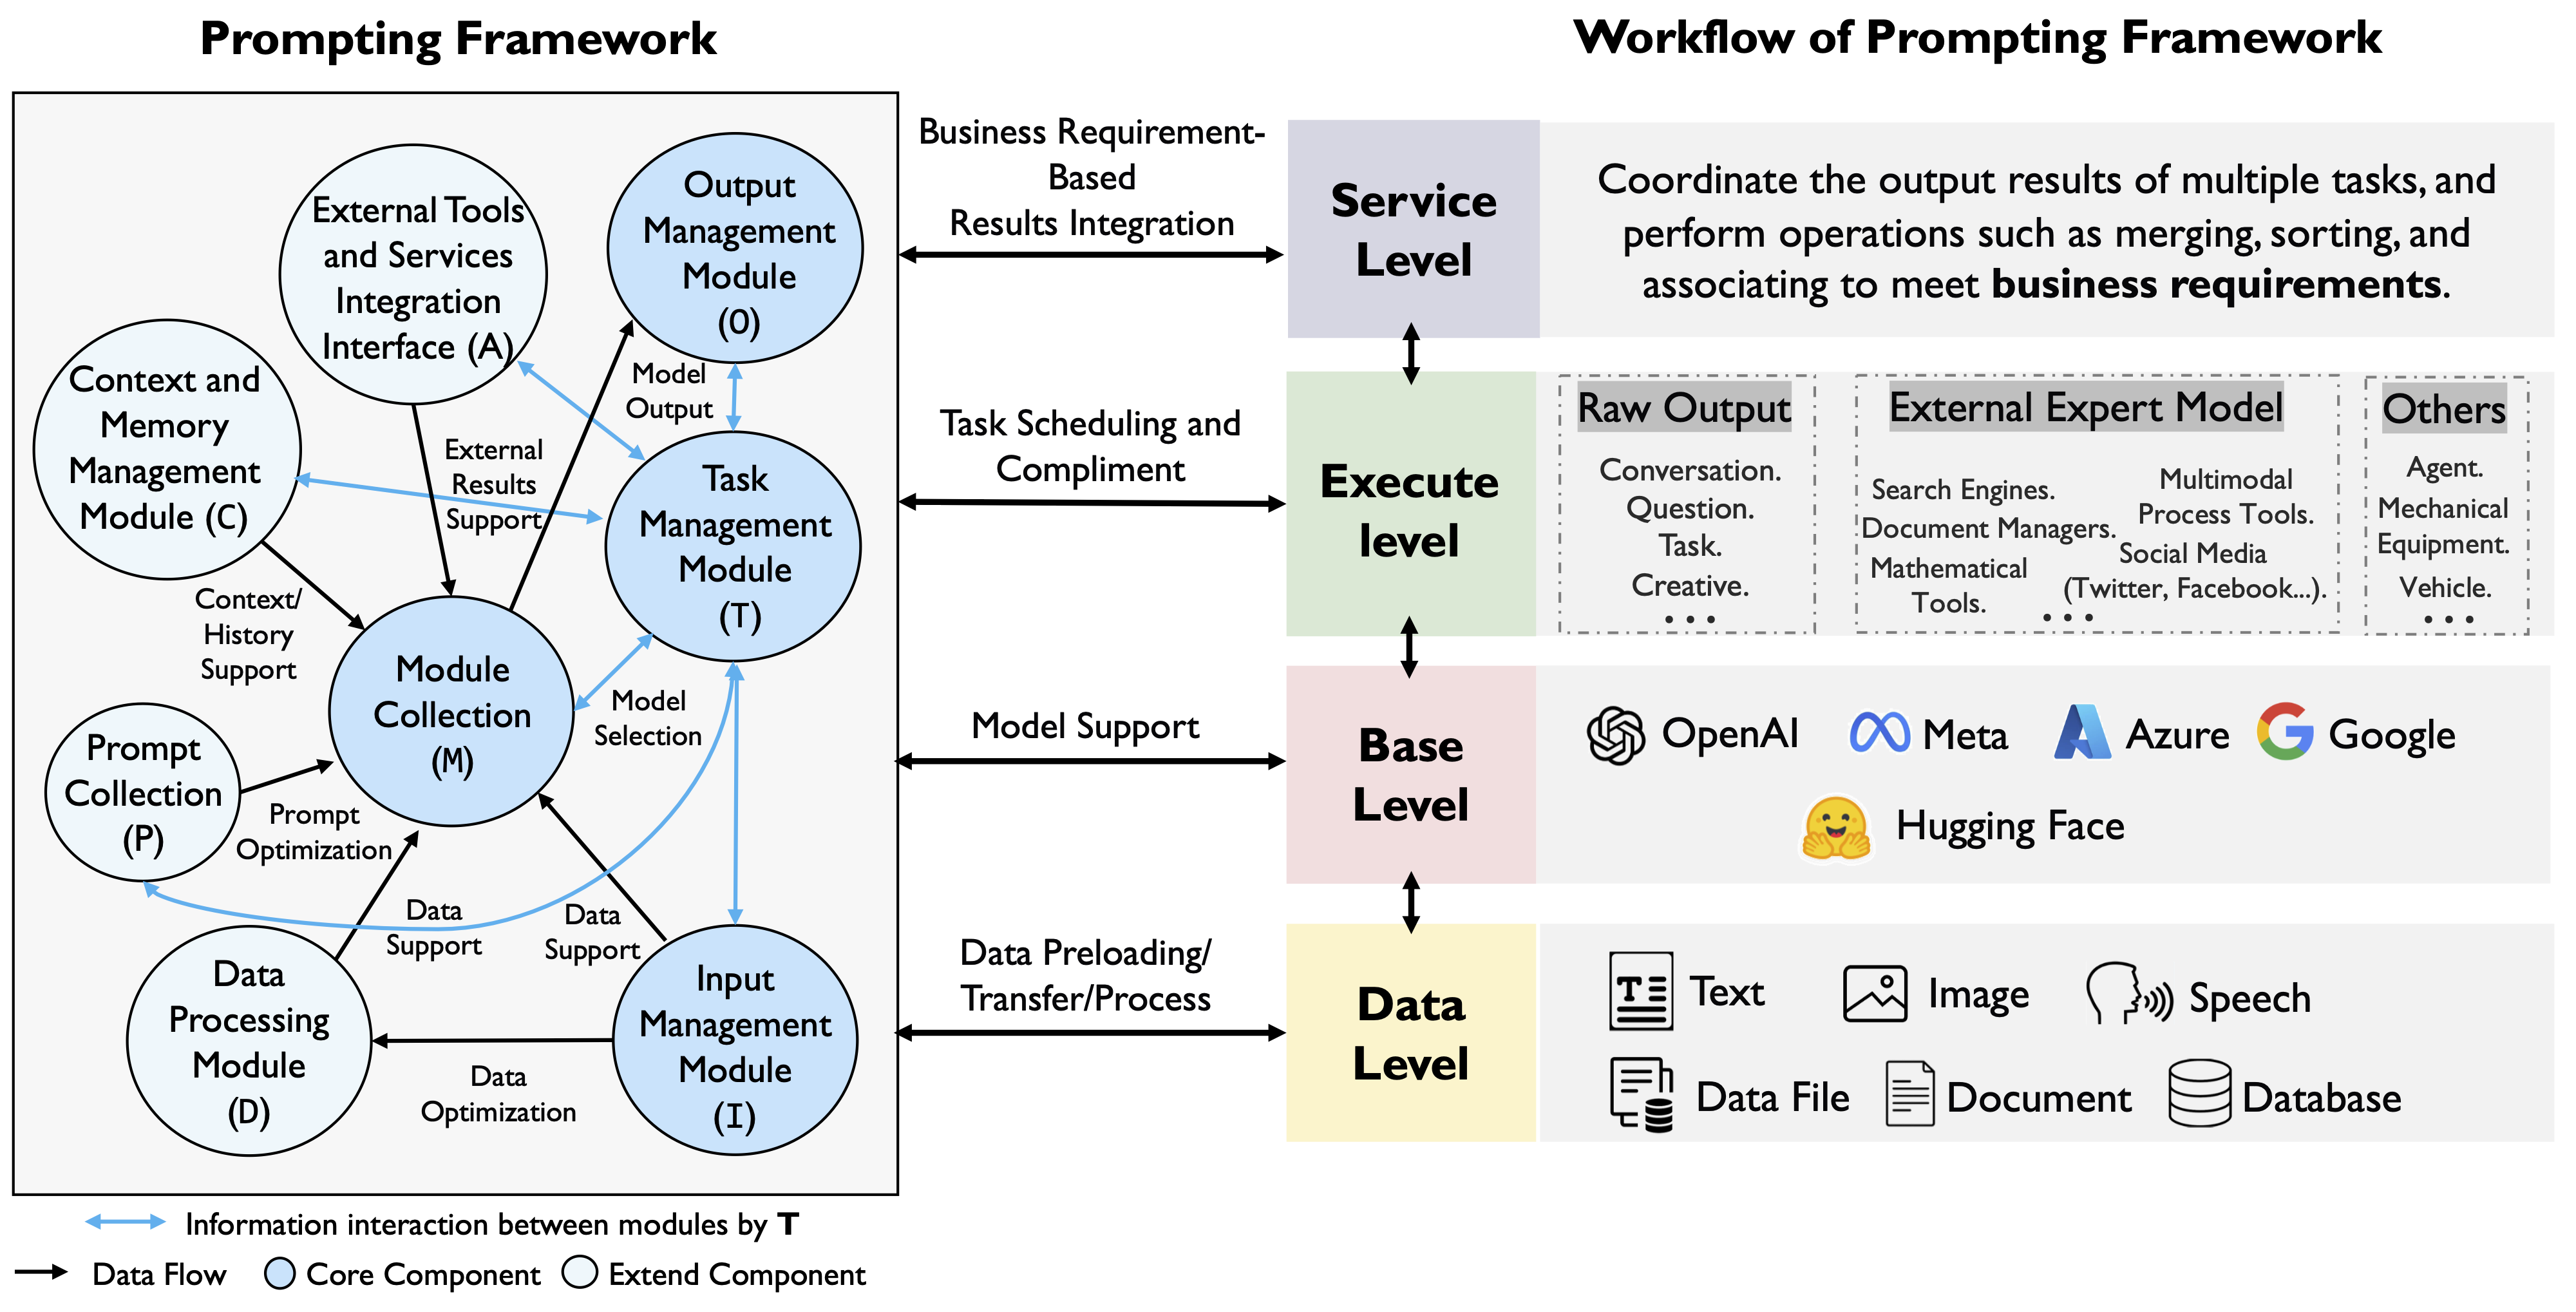 Prompting Framework
Workflow of Prompting Framework
External Tools
and Services
Integration
Interface (A)
Output
Management
Module
(O)
Context and
Memory
Management
Module (C)
Task
Management
Module
(T)
Module
Collection
(M)
Prompt
Collection
(P)
Data
Processing
Module
(D)
Input
Management
Module
(I)
Model
Output
External
Results
Support
Context/
History
Support
Model
Selection
Prompt
Optimization
Data
Support
Data
Support
Data
Optimization
Information interaction between modules by T
Data Flow
Core Component
Extend Component
Business Requirement-
Based
Results Integration
Task Scheduling and
Compliment
Model Support
Data Preloading/
Transfer/Process
Service
Level
Coordinate the output results of multiple tasks, and
perform operations such as merging, sorting, and
associating to meet business requirements.
Execute
level
Raw Output
Conversation.
Question.
Task.
Creative.
• • •
External Expert Model
Search Engines.
Document Managers.
Mathematical
Tools.
Multimodal
Process Tools.
Social Media
(Twitter, Facebook...).
• • •
Others
Agent.
Mechanical
Equipment.
Vehicle.
• • •
Base
Level
OpenAI
Meta
Azure
Google
Hugging Face
Data
Level
Text
Image
Speech
Data File
Document
Database